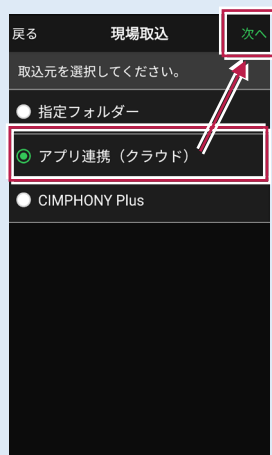 戻る 現場取込 次へ
取込元を選択してください。
指定フォルダー
アプリ連携（クラウド）
CIMPHONY Plus